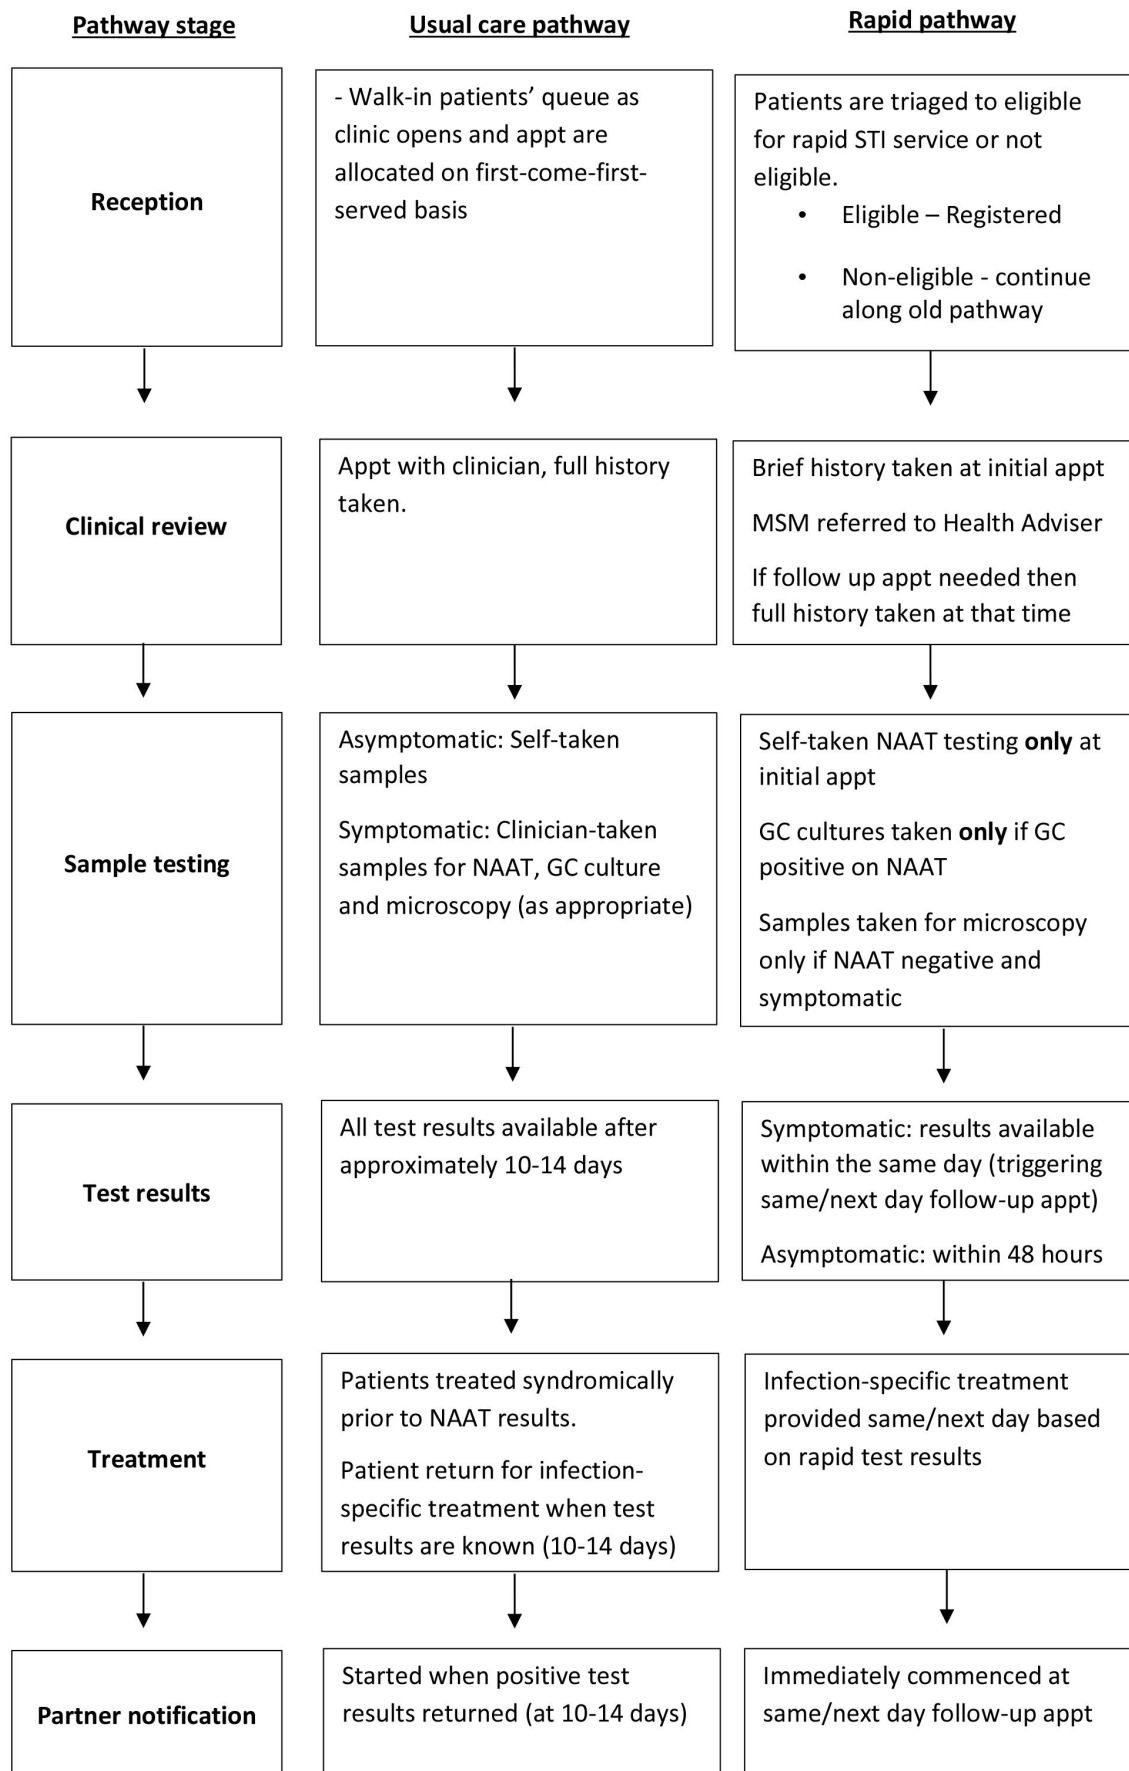 Pathway stage
Usual care pathway
Rapid pathway
Reception
- Walk-in patients’ queue as
clinic opens and appt are
allocated on first-come-first-
served basis
Patients are triaged to eligible
for rapid STI service or not
eligible.
• Eligible – Registered
• Non-eligible - continue
along old pathway
Clinical review
Appt with clinician, full history
taken.
Brief history taken at initial appt
MSM referred to Health Adviser
If follow up appt needed then
full history taken at that time
Sample testing
Asymptomatic: Self-taken
samples
Symptomatic: Clinician-taken
samples for NAAT, GC culture
and microscopy (as appropriate)
Self-taken NAAT testing only at
initial appt
GC cultures taken only if GC
positive on NAAT
Samples taken for microscopy
only if NAAT negative and
symptomatic
Test results
All test results available after
approximately 10-14 days
Symptomatic: results available
within the same day (triggering
same/next day follow-up appt)
Asymptomatic: within 48 hours
Treatment
Patients treated syndromically
prior to NAAT results.
Patient return for infection-
specific treatment when test
results are known (10-14 days)
Infection-specific treatment
provided same/next day based
on rapid test results
Partner notification
Started when positive test
results returned (at 10-14 days)
Immediately commenced at
same/next day follow-up appt